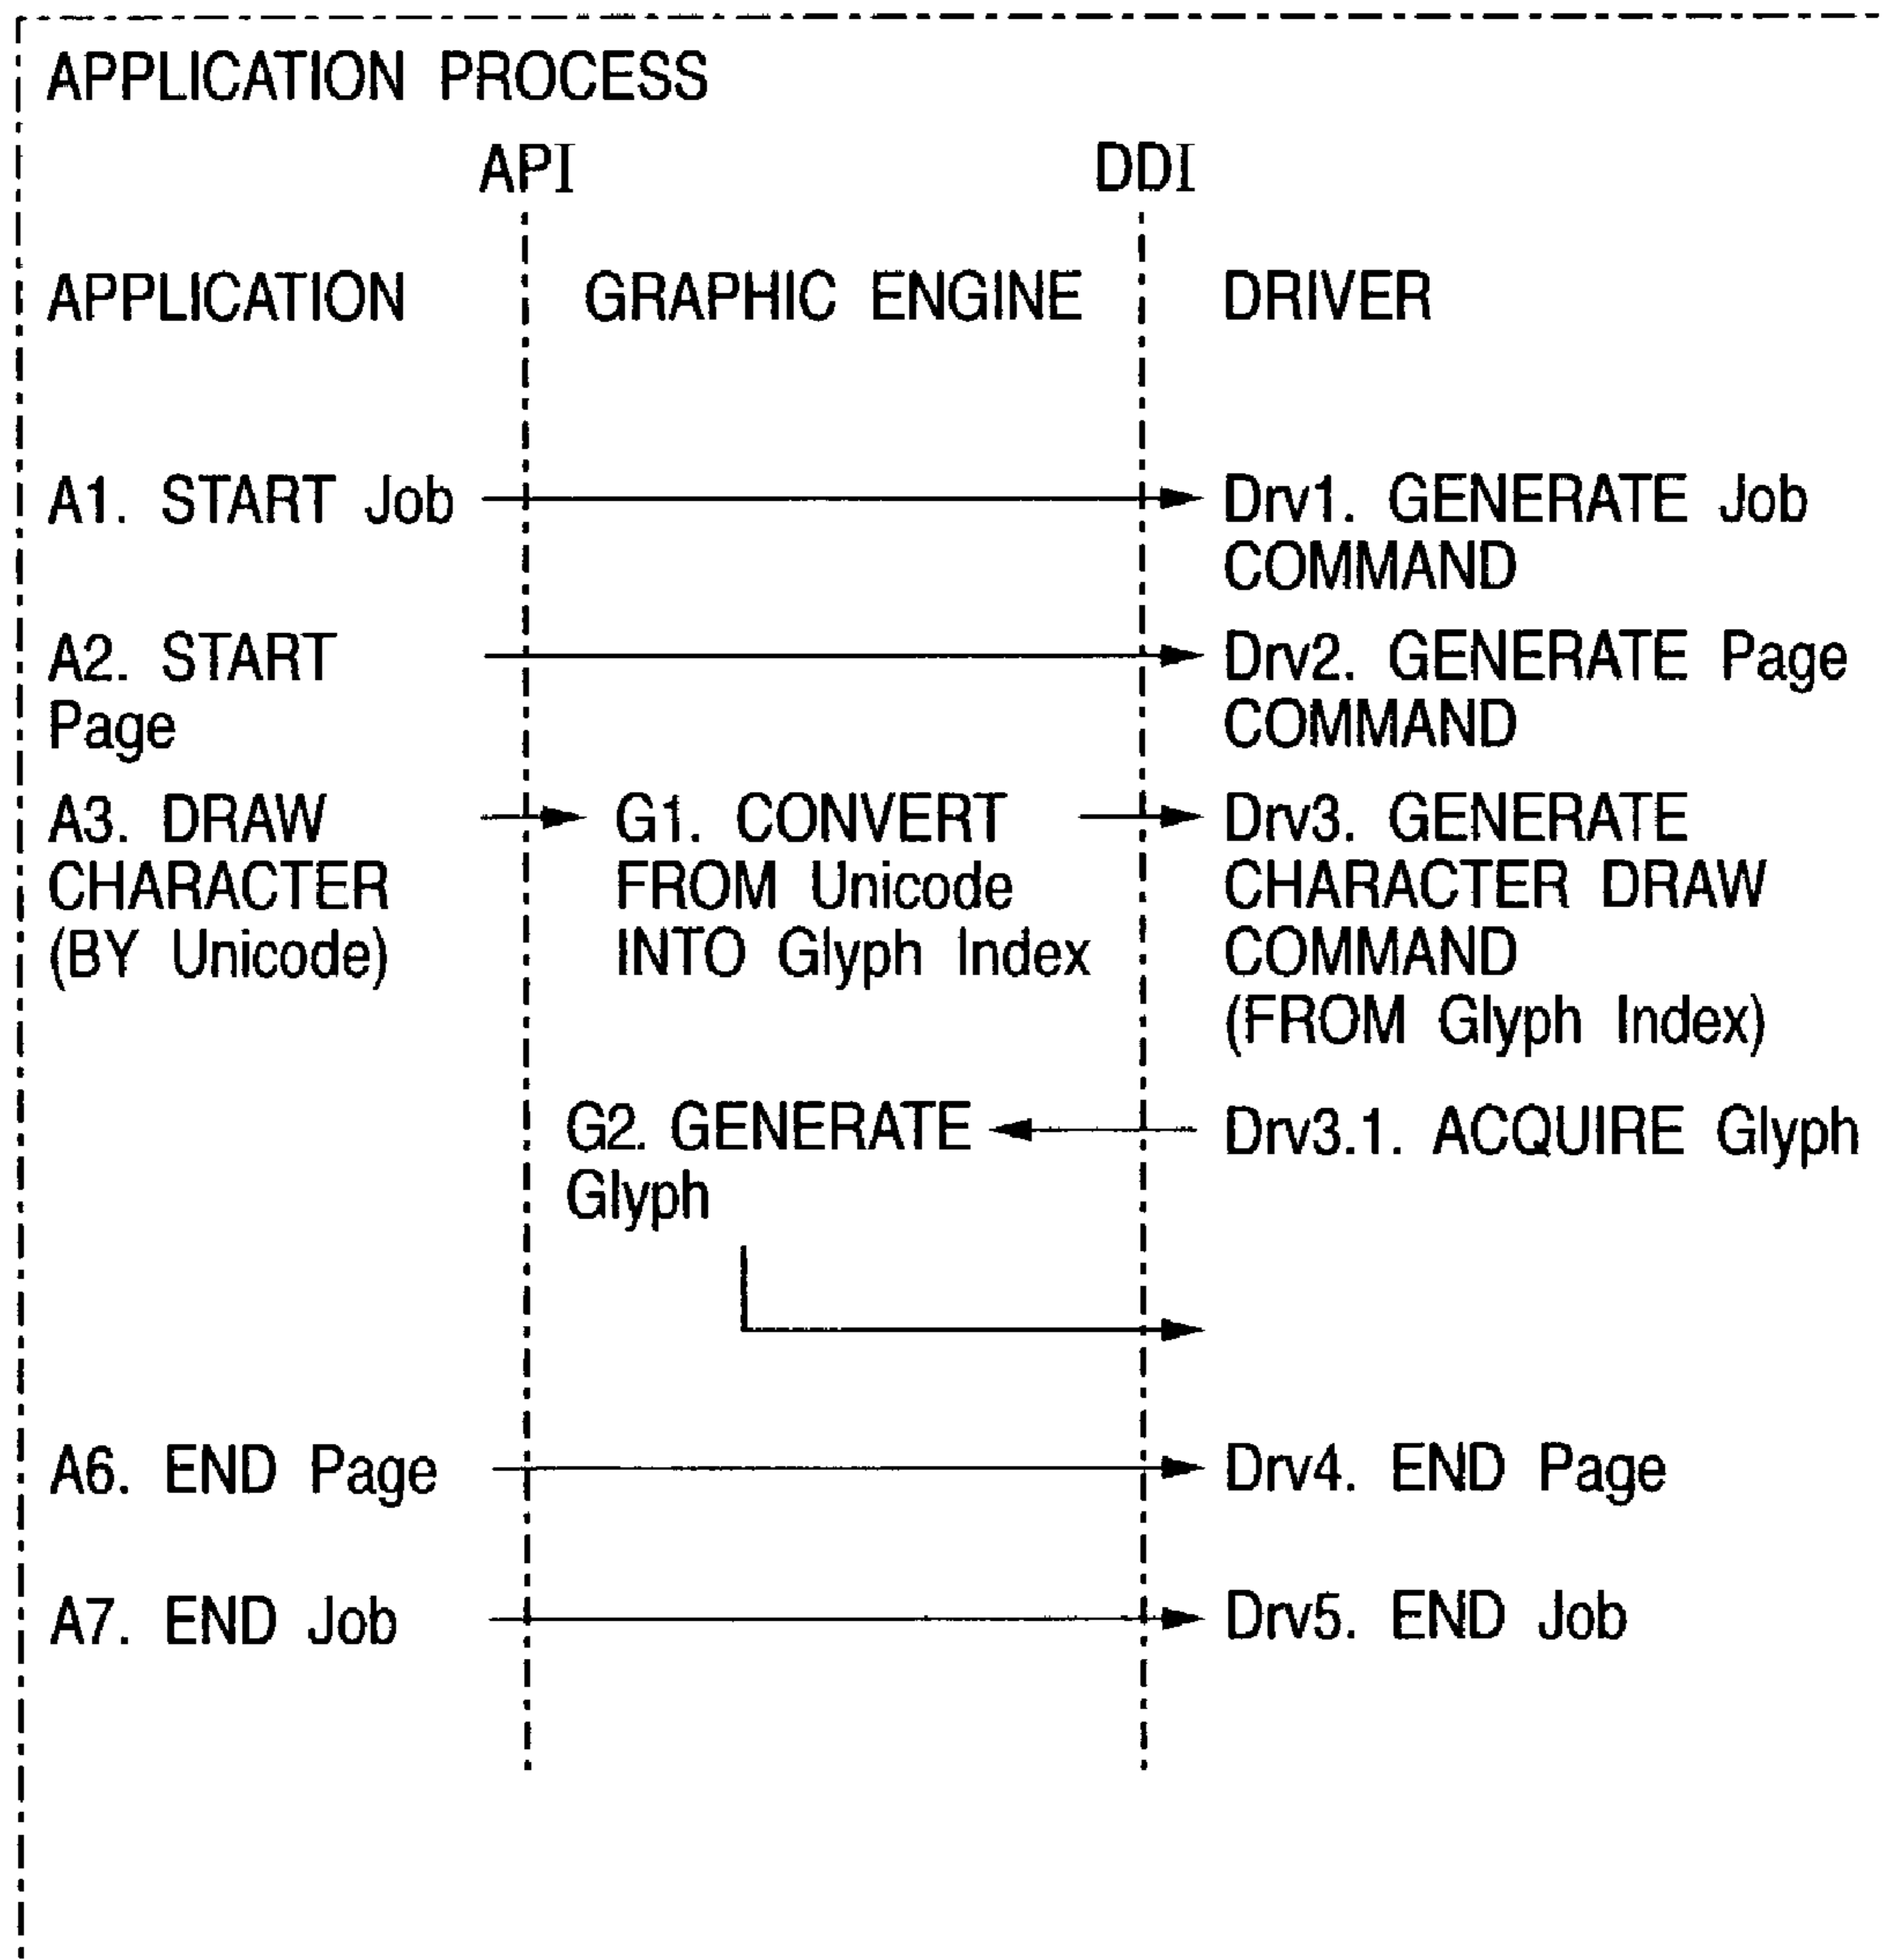 APPLICATION PROCESS
API DDI
APPLICATION GRAPHIC ENGINE DRIVER
A1. START Job Drv1. GENERATE Job
COMMAND
A2. START Drv2. GENERATE Page
Page COMMAND
A3. DRAW G1. CONVERT Drv3. GENERATE
CHARACTER FROM Unicode CHARACTER DRAW
(BY Unicode) INTO Glyph Index COMMAND
(FROM Glyph Index)
G2. GENERATE Drv3.1. ACQUIRE Glyph
Glyph
A6. END Page Drv4. END Page
A7. END Job Drv5. END Job